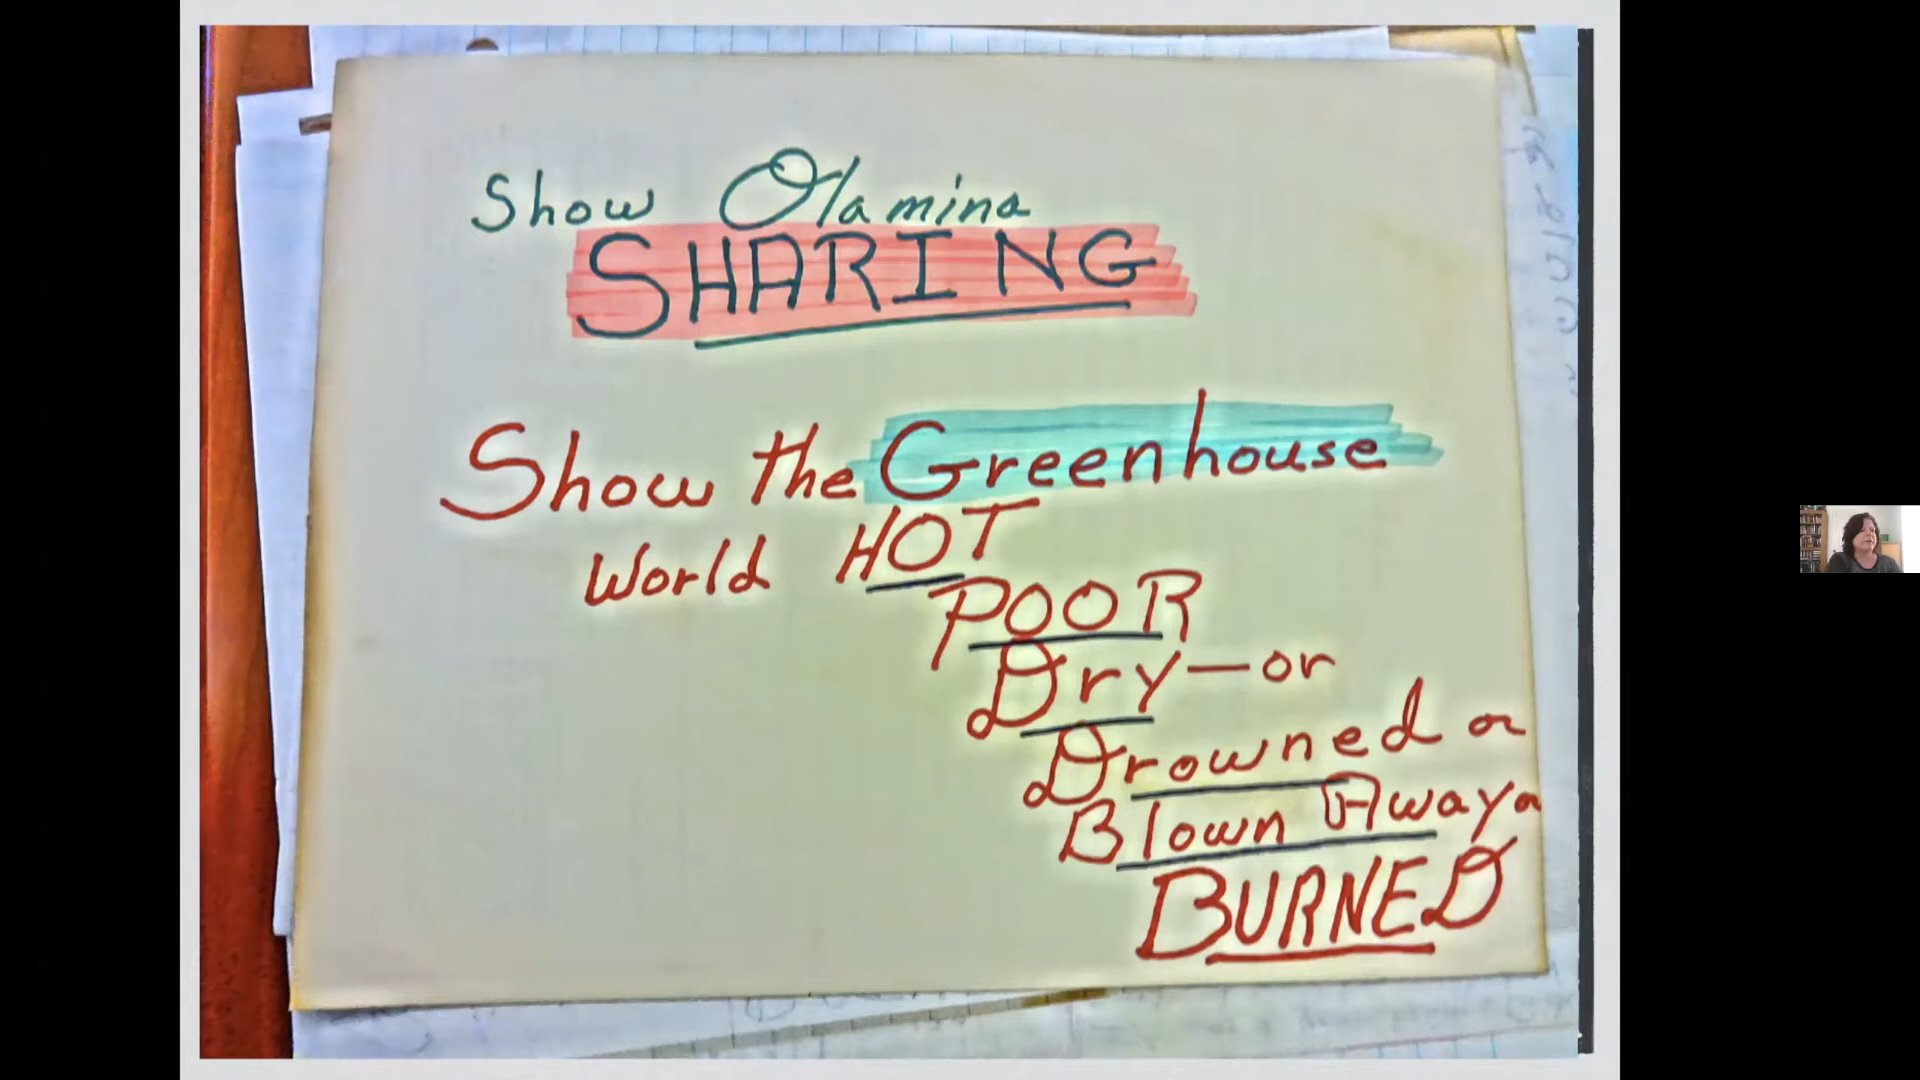 Show Olamina
SHARING
Show the Greenhouse
World HOT
POOR
Dry—or
Drowned or
Blown Away or
BURNED